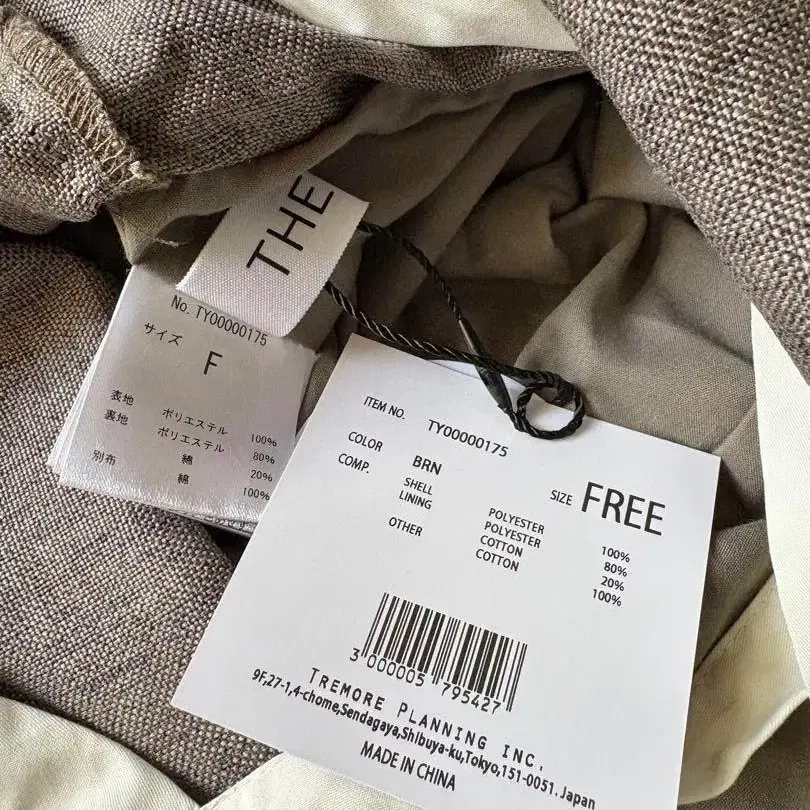 THE
No. TY00000175
サイズ
F
表地 ポリエステル 100%
裏地 ポリエステル 80%
綿 20%
別布 綿 100%
ITEM NO. TY00000175
COLOR BRN SIZE FREE
COMP. SHELL POLYESTER 100%
LINING POLYESTER 80%
COTTON 20%
OTHER COTTON 100%
3 000005 795427
TREMORE PLANNING INC.
9F,27-1,4-chome,Sendagaya,Shibuya-ku,Tokyo,151-0051.Japan
MADE IN CHINA